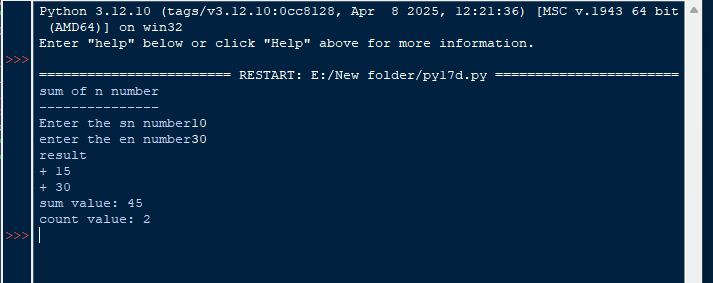 Python 3.12.10 (tags/v3.12.10:0cc8128, Apr  8 2025, 12:21:36) [MSC v.1943 64 bit
(AMD64)] on win32
Enter "help" below or click "Help" above for more information.
>>>
======================== RESTART: E:/New folder/py17d.py =======================
sum of n number
---------------
Enter the sn number10
enter the en number30
result
+ 15
+ 30
sum value: 45
count value: 2
>>>